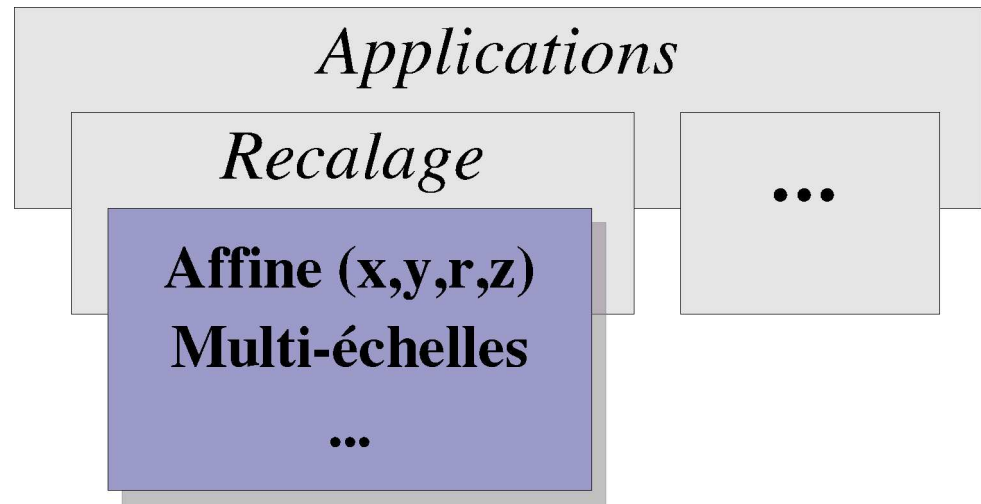 Applications
Recalage
...
Affine (x,y,r,z)
Multi-échelles
...